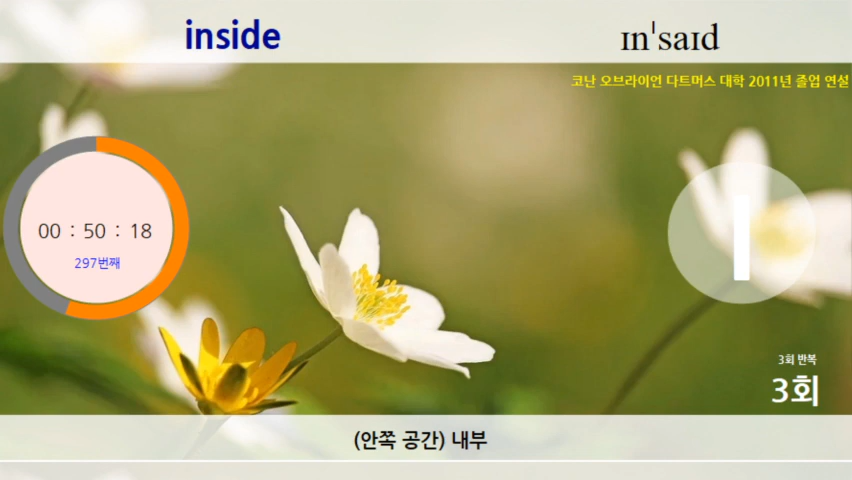 inside
ɪnˈsaɪd
코난 오브라이언 다트머스 대학 2011년 졸업 연설
00 : 50 : 18
297번째
I
3회 반복
3회
(안쪽 공간) 내부